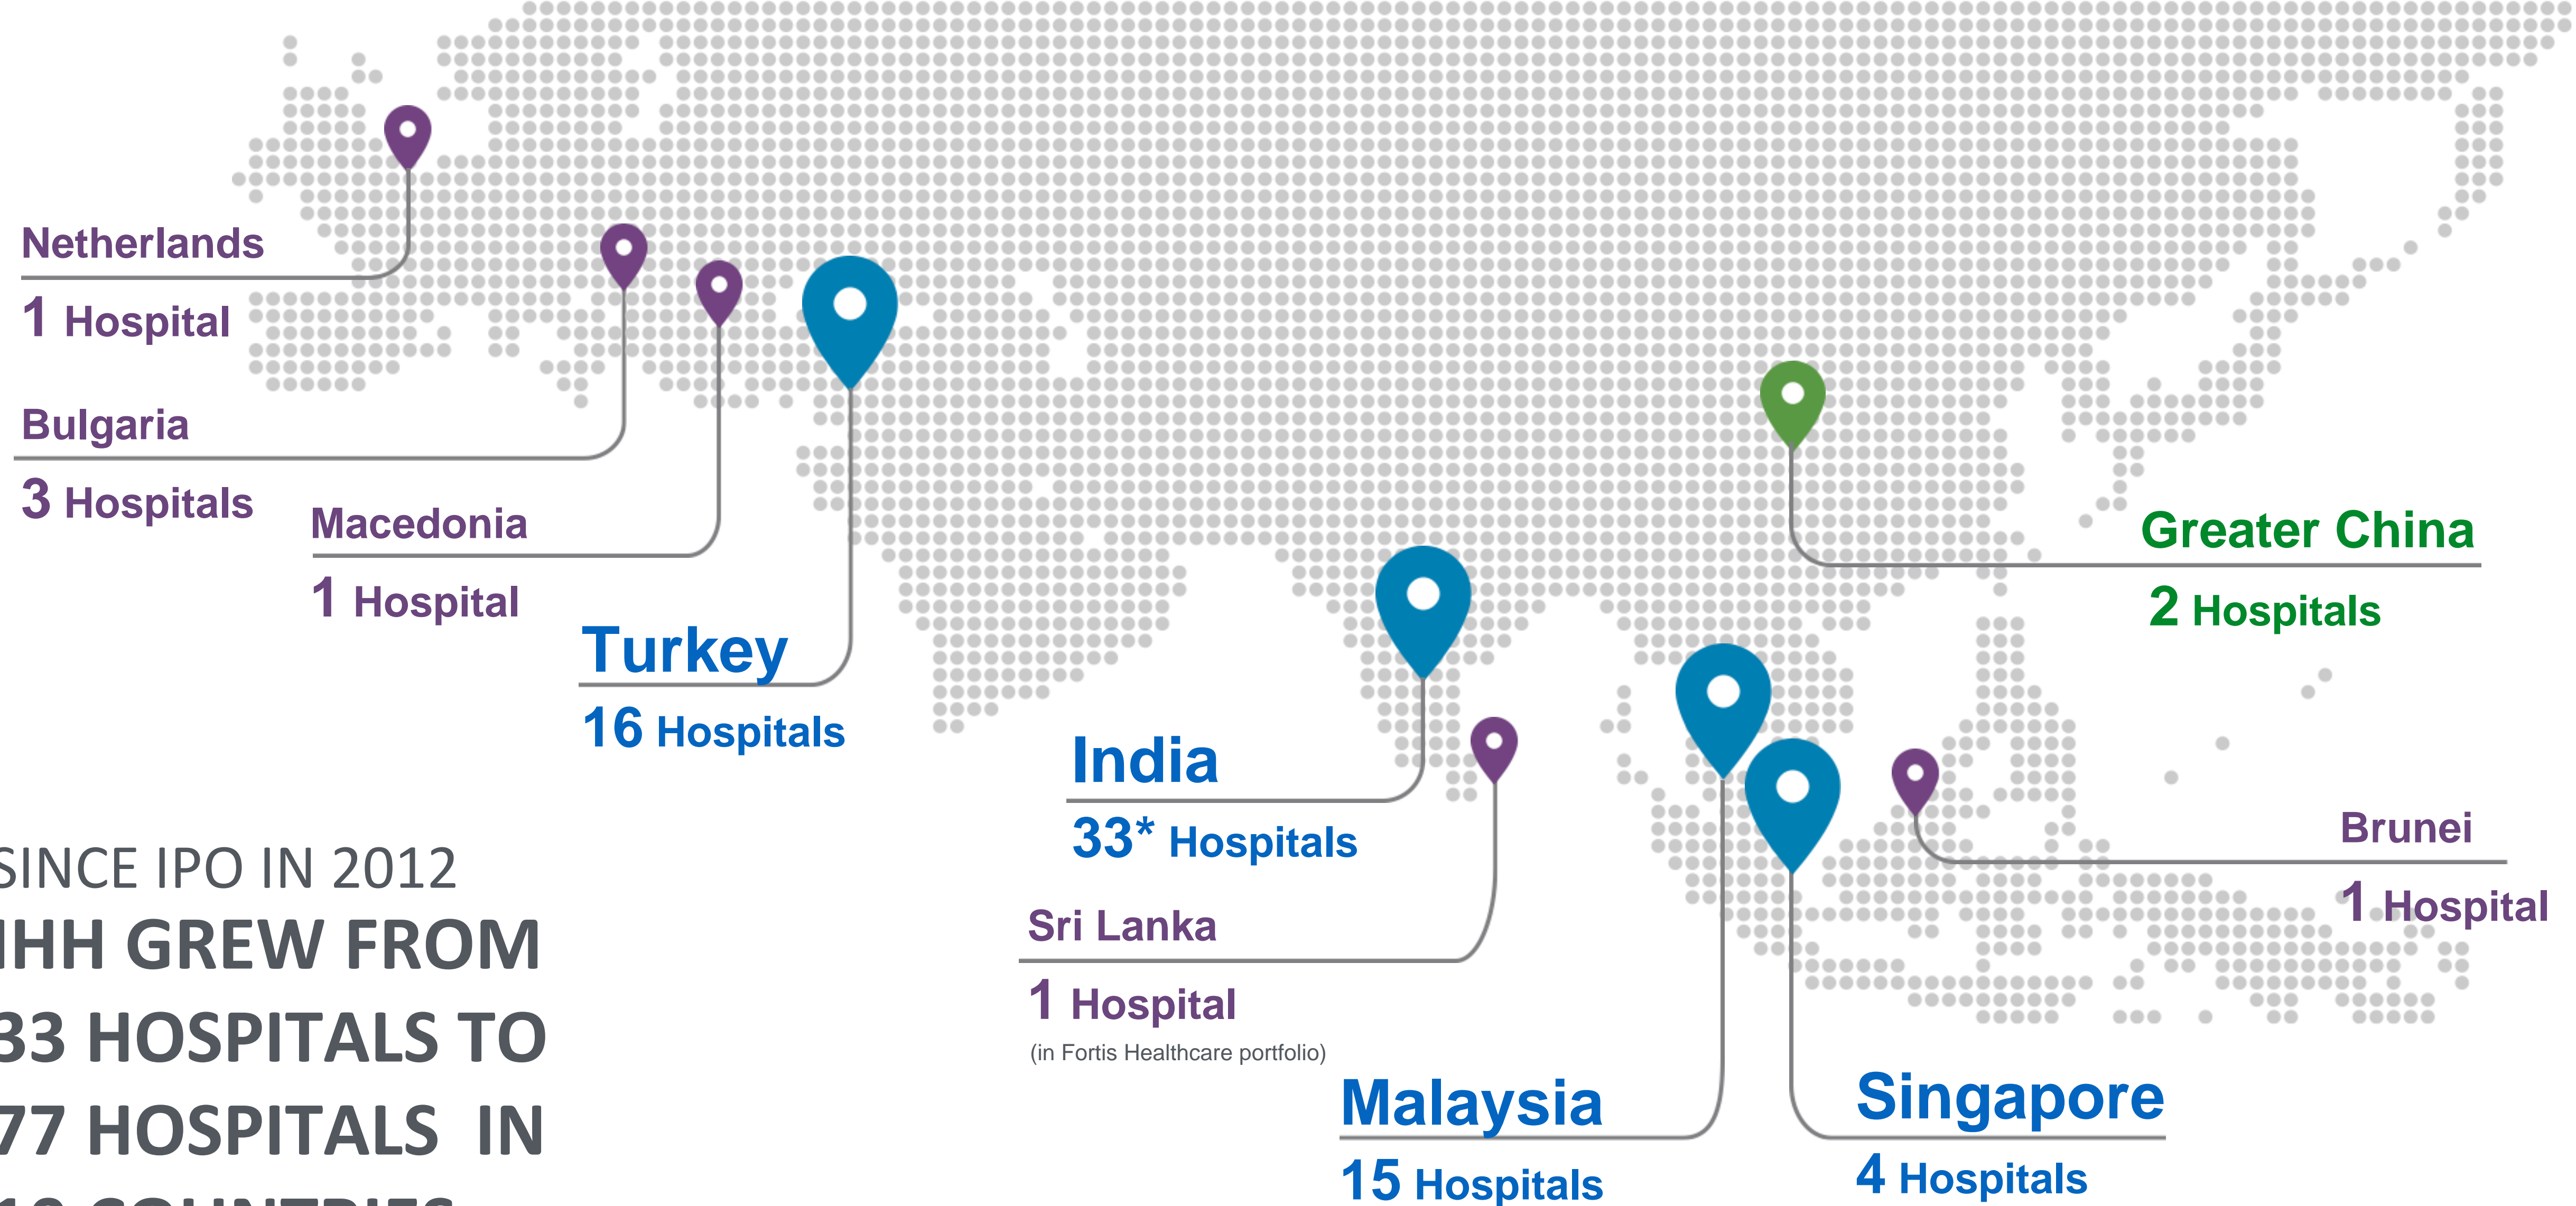 Netherlands
1 Hospital
Bulgaria
3 Hospitals
Macedonia
1 Hospital
Turkey
16 Hospitals
India
33* Hospitals
Sri Lanka
1 Hospital
(in Fortis Healthcare portfolio)
Malaysia
15 Hospitals
Singapore
4 Hospitals
Greater China
2 Hospitals
Brunei
1 Hospital
SINCE IPO IN 2012
IHH GREW FROM
33 HOSPITALS TO
77 HOSPITALS IN
10 COUNTRIES